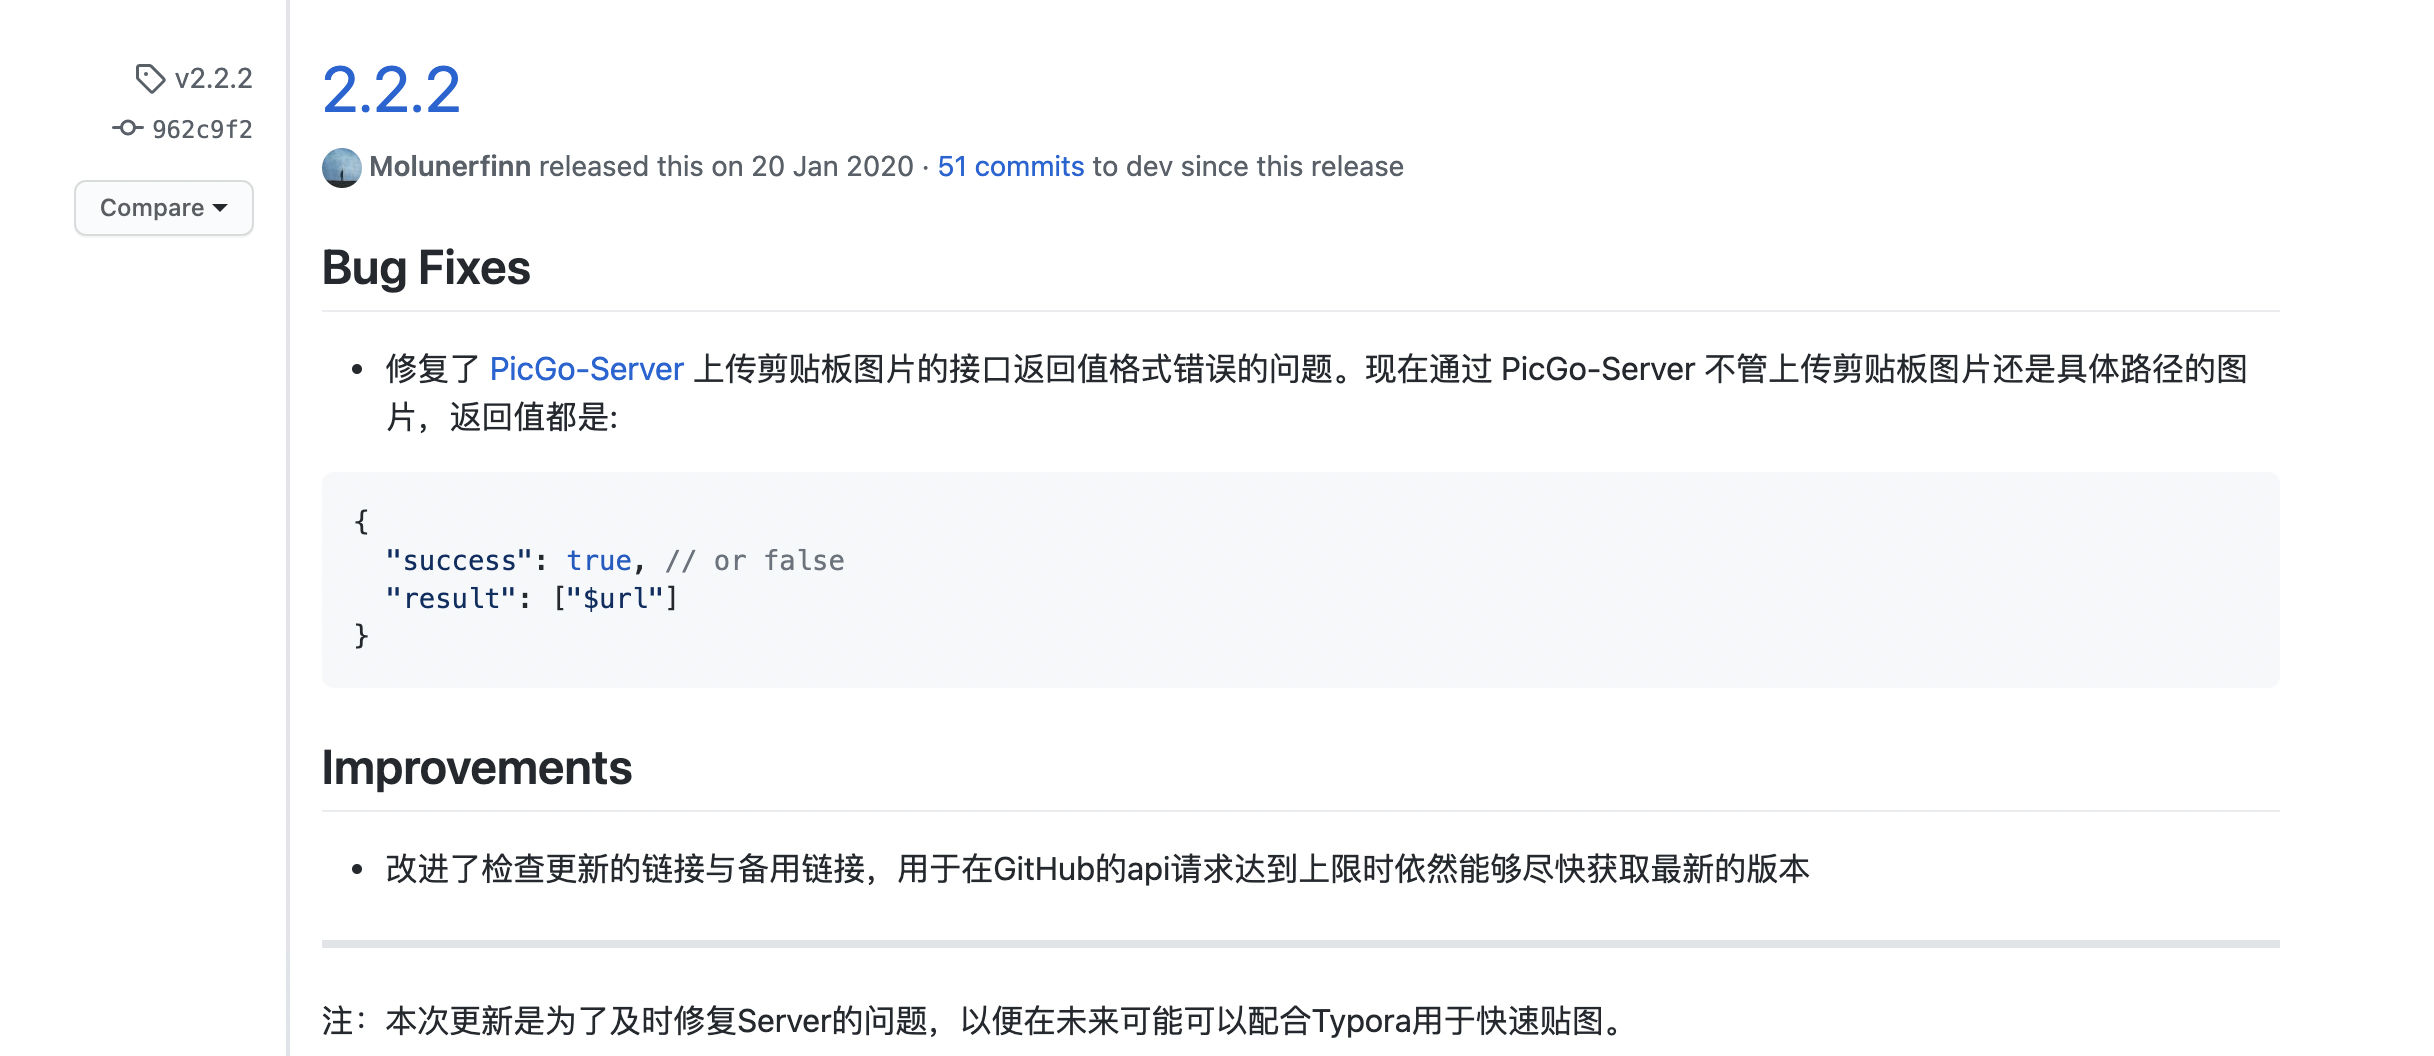 v2.2.2
962c9f2
Compare
2.2.2
Molunerfinn released this on 20 Jan 2020 · 51 commits to dev since this release
Bug Fixes
• 修复了 PicGo-Server 上传剪贴板图片的接口返回值格式错误的问题。现在通过 PicGo-Server 不管上传剪贴板图片还是具体路径的图
片，返回值都是:
{
  "success": true, // or false
  "result": ["$url"]
}
Improvements
• 改进了检查更新的链接与备用链接，用于在GitHub的api请求达到上限时依然能够尽快获取最新的版本
注：本次更新是为了及时修复Server的问题，以便在未来可能可以配合Typora用于快速贴图。